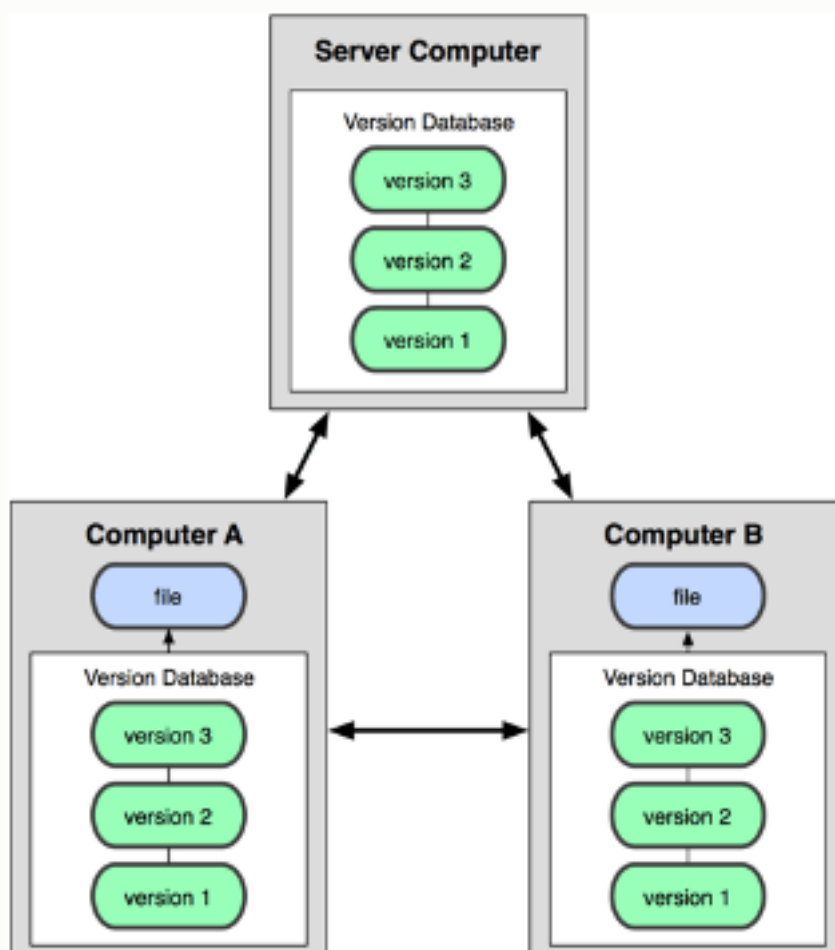 Server Computer
Version Database
version 3
version 2
version 1
Computer A
file
Version Database
version 3
version 2
version 1
Computer B
file
Version Database
version 3
version 2
version 1